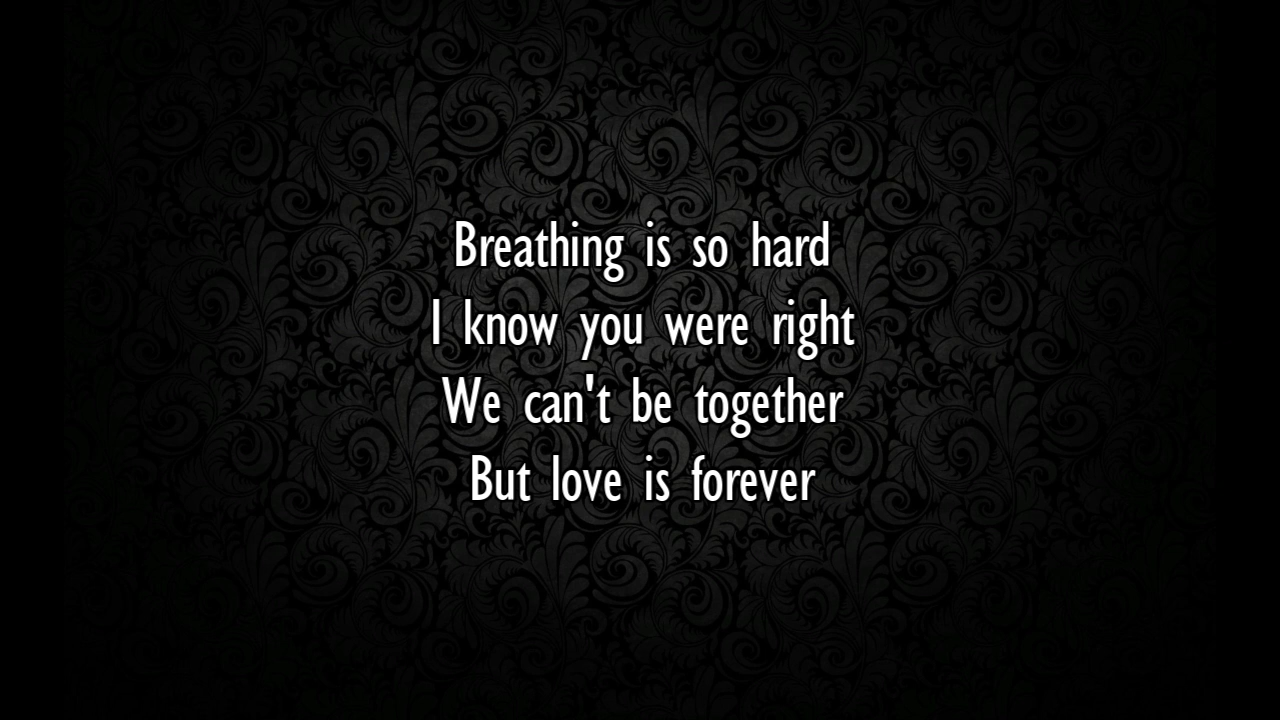 Breathing is so hard
I know you were right
We can't be together
But love is forever